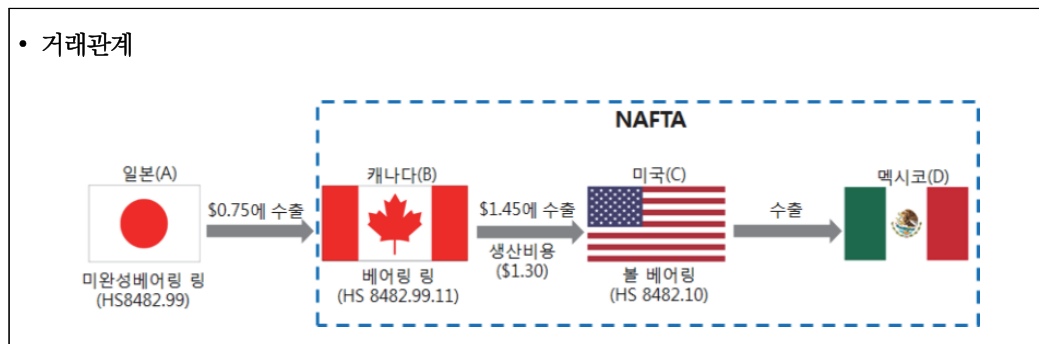 • 거래관계
NAFTA
일본(A)
$0.75에 수출
미완성베어링 링
(HS8482.99)
캐나다(B)
베어링 링
(HS 8482.99.11)
$1.45에 수출
생산비용
($1.30)
미국(C)
볼 베어링
(HS 8482.10)
수출
멕시코(D)